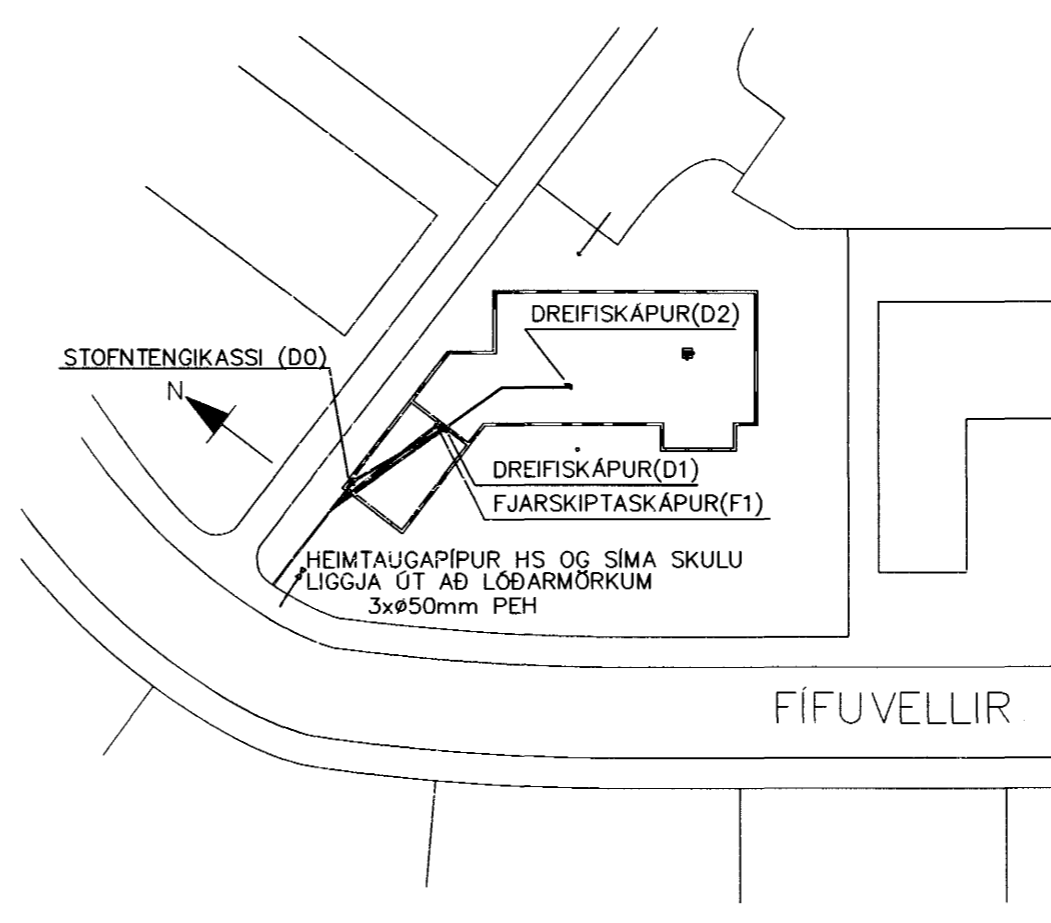 DREIFISKÁPUR(D2)
STOFNTENGIKASSI (D0)
N
DREIFISKÁPUR(D1)
FJARSKIPTASKÁPUR(F1)
HEIMTAUGAPÍPUR HS OG SÍMA SKULU
LIGGJA ÚT AÐ LÓÐARMÖRKUM
3xø50mm PEH
FÍFUVELLIR